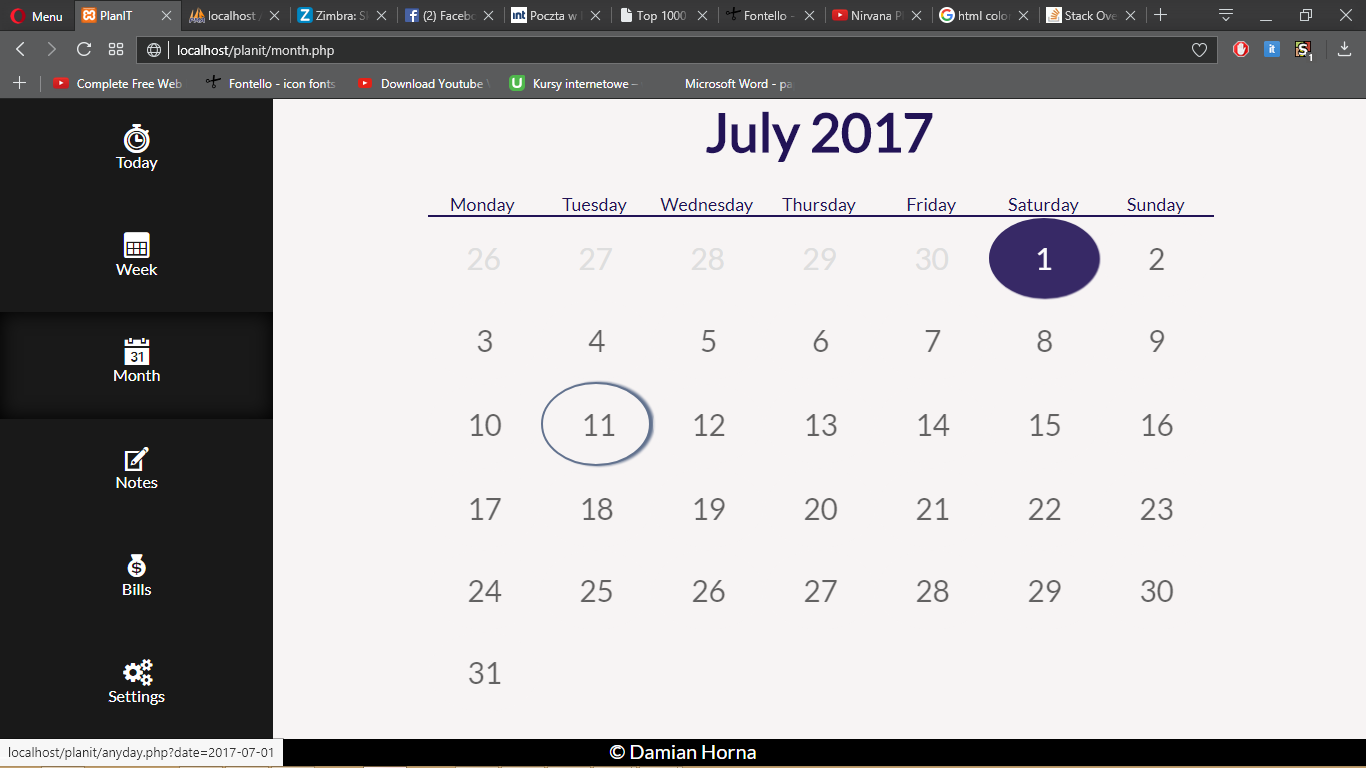 Menu PlanIT localhost / Zimbra: S (2) Faceb Poczta w Top 1000 Fontello - Nirvana P html colo Stack Ove
localhost/planit/month.php
Complete Free Web Fontello - icon fonts Download Youtube Kursy internetowe – Microsoft Word - pa
Today
Week
31
Month
Notes
Bills
Settings
July 2017
Monday Tuesday Wednesday Thursday Friday Saturday Sunday
26 27 28 29 30 1 2
3 4 5 6 7 8 9
10 11 12 13 14 15 16
17 18 19 20 21 22 23
24 25 26 27 28 29 30
31
localhost/planit/anyday.php?date=2017-07-01
© Damian Horna